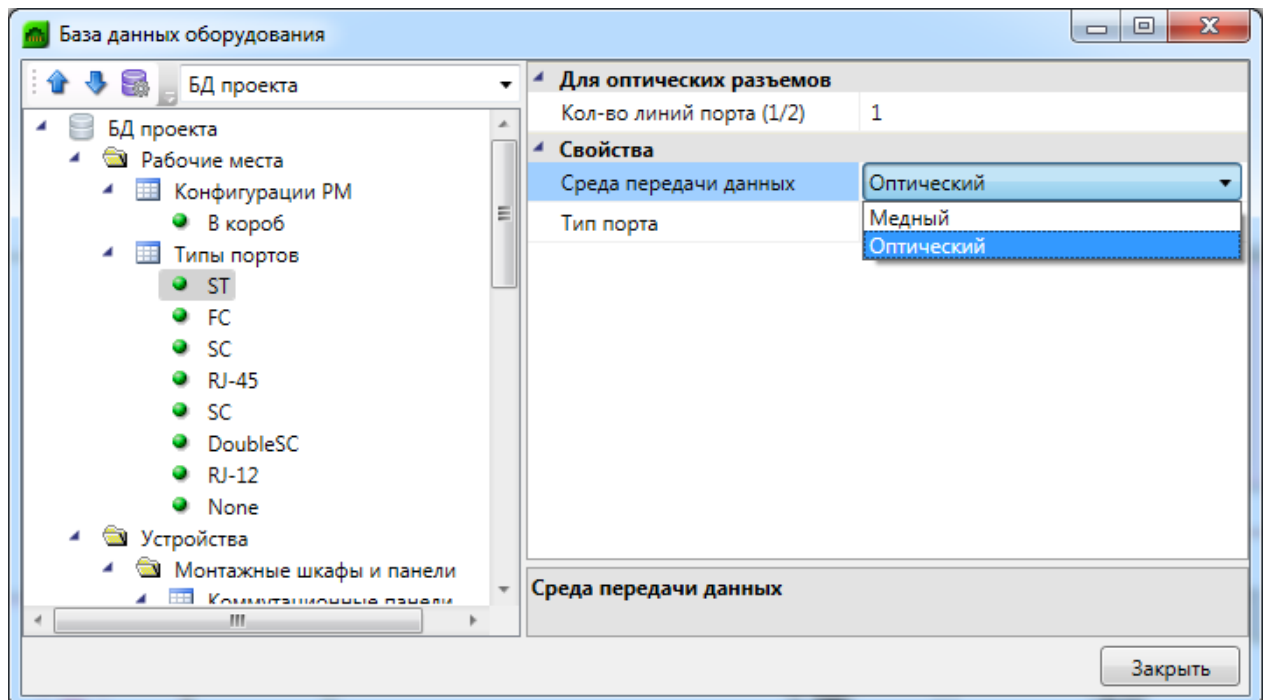 База данных оборудования
БД проекта
БД проекта
Рабочие места
Конфигурации РМ
В короб
Типы портов
ST
FC
SC
RJ-45
SC
DoubleSC
RJ-12
None
Устройства
Монтажные шкафы и панели
Коммутационные панели
Для оптических разъемов
Кол-во линий порта (1/2) 1
Свойства
Среда передачи данных Оптический
Тип порта
Медный
Оптический
Среда передачи данных
Закрыть